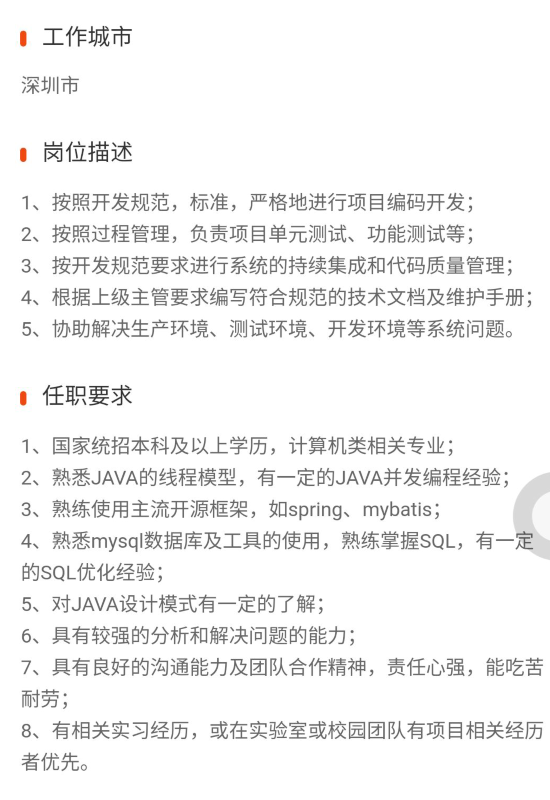 工作城市
深圳市
岗位描述
1、按照开发规范，标准，严格地进行项目编码开发；
2、按照过程管理，负责项目单元测试、功能测试等；
3、按开发规范要求进行系统的持续集成和代码质量管理；
4、根据上级主管要求编写符合规范的技术文档及维护手册；
5、协助解决生产环境、测试环境、开发环境等系统问题。
任职要求
1、国家统招本科及以上学历，计算机类相关专业；
2、熟悉JAVA的线程模型，有一定的JAVA并发编程经验；
3、熟练使用主流开源框架，如spring、mybatis；
4、熟悉mysql数据库及工具的使用，熟练掌握SQL，有一定
的SQL优化经验；
5、对JAVA设计模式有一定的了解；
6、具有较强的分析和解决问题的能力；
7、具有良好的沟通能力及团队合作精神，责任心强，能吃苦
耐劳；
8、有相关实习经历，或在实验室或校园团队有项目相关经历
者优先。